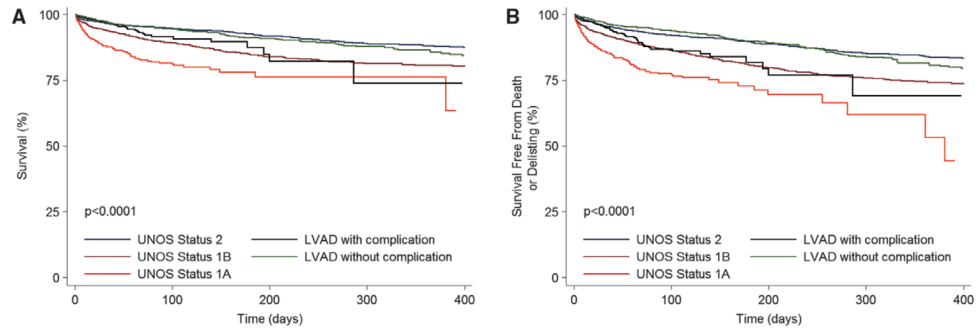 A
100
75
50
25
0
Survival (%)
p<0.0001
UNOS Status 2
UNOS Status 1B
UNOS Status 1A
LVAD with complication
LVAD without complication
0 100 200 300 400
Time (days)
B
100
75
50
25
0
Survival Free From Death
or Delisting (%)
p<0.0001
UNOS Status 2
UNOS Status 1B
UNOS Status 1A
LVAD with complication
LVAD without complication
0 100 200 300 400
Time (days)